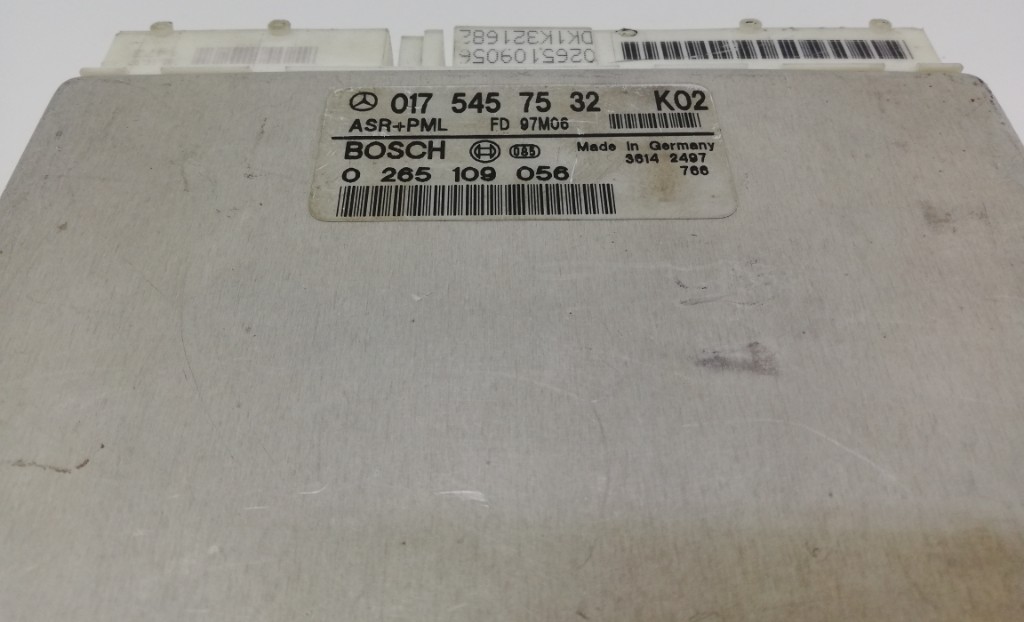 0265109056
DK1K321682
017 545 75 32 K02
ASR+PML FD 97M06
BOSCH 085 Made in Germany
0 265 109 056 3614 2497
766